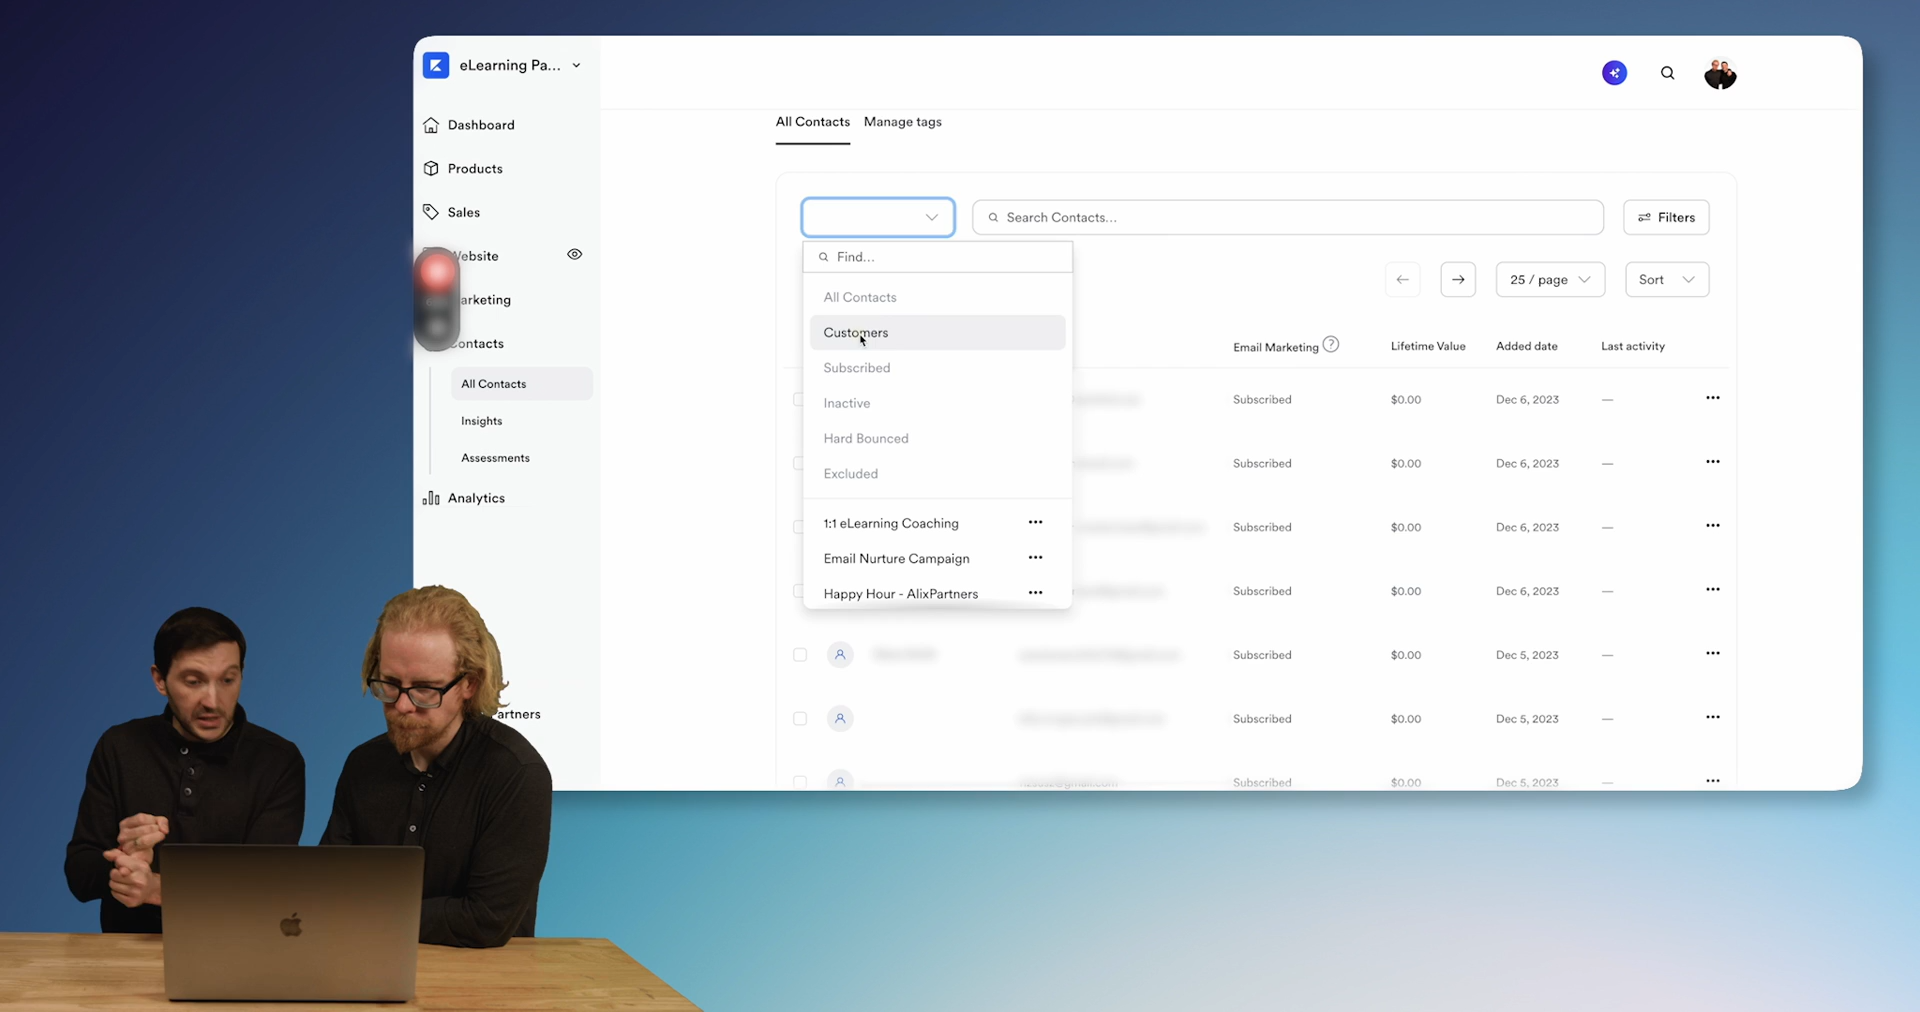 eLearning Pa...
Dashboard
Products
Sales
Website
Marketing
Contacts
All Contacts
Insights
Assessments
Analytics
artners
All Contacts Manage tags
Search Contacts...
Filters
Find...
All Contacts
Customers
Subscribed
Inactive
Hard Bounced
Excluded
1:1 eLearning Coaching •••
Email Nurture Campaign •••
Happy Hour - AlixPartners •••
25 / page
Sort
Email Marketing ? Lifetime Value Added date Last activity
Subscribed $0.00 Dec 6, 2023 — •••
Subscribed $0.00 Dec 6, 2023 — •••
Subscribed $0.00 Dec 6, 2023 — •••
Subscribed $0.00 Dec 6, 2023 — •••
Subscribed $0.00 Dec 5, 2023 — •••
Subscribed $0.00 Dec 5, 2023 — •••
Subscribed $0.00 Dec 5, 2023 — •••